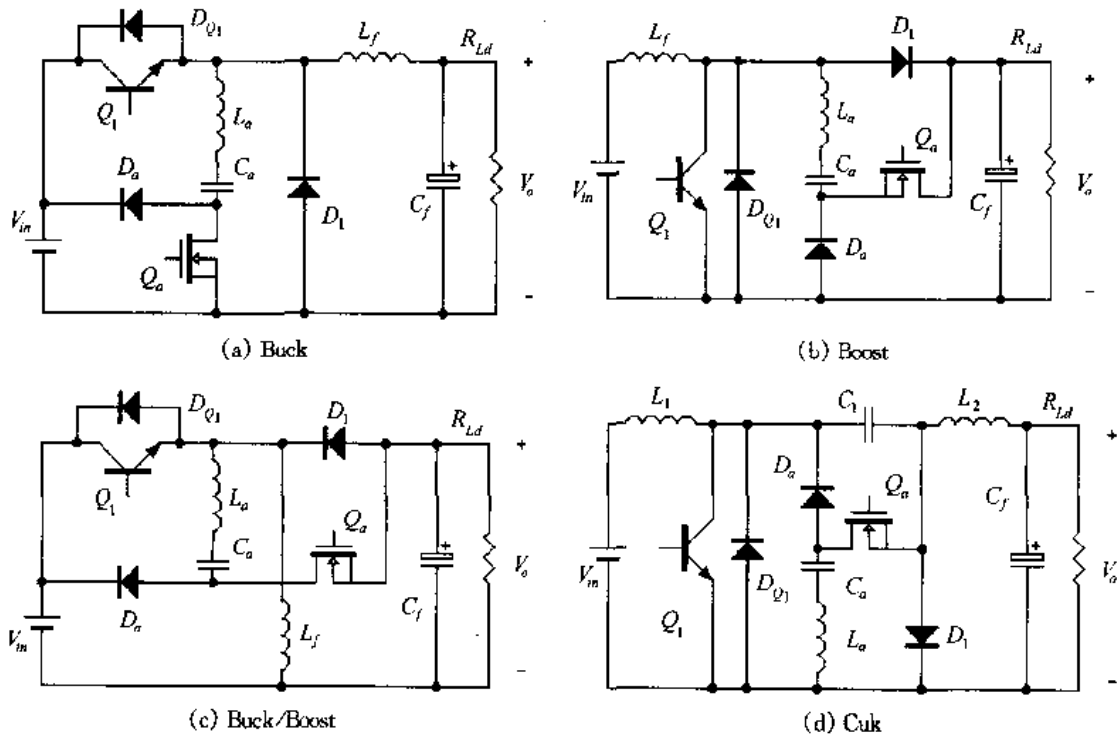 D_Q1
L_f
R_Ld
+
Q_1
L_a
D_a
C_a
+
V_in
D_1
C_f
V_o
Q_a
−
(a) Buck
L_f
D_1
R_Ld
+
L_a
Q_a
V_in
C_a
+
Q_1
D_Q1
D_a
C_f
V_o
−
(b) Boost
D_Q1
D_1
R_Ld
+
Q_1
L_a
Q_a
C_a
+
V_o
D_a
C_f
V_in
L_f
−
(c) Buck/Boost
L_1
C_1
L_2
R_Ld
+
D_a
Q_a
C_f
+
V_in
C_a
V_o
Q_1
D_Q1
L_a
D_1
−
(d) Cuk